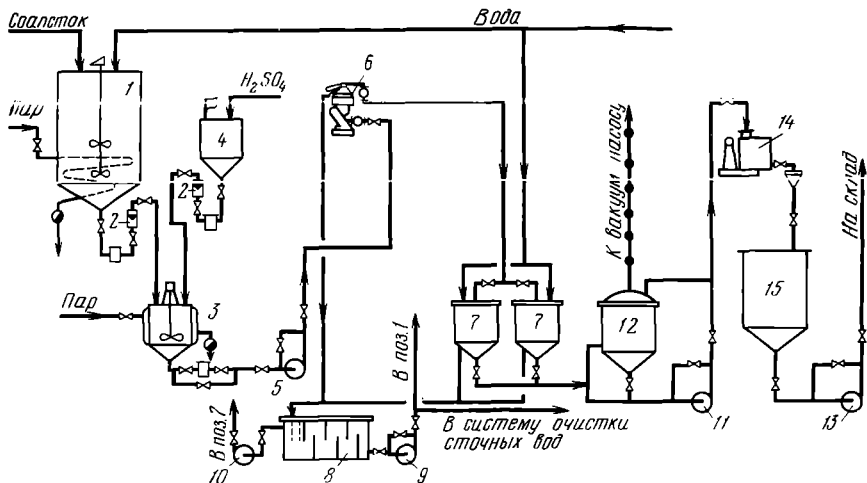 Соапсток
Вода
Пар
1
H₂SO₄
4
2
2
6
14
К вакуум насосу
На склад
Пар
3
5
7
7
12
15
В поз.1
11
13
В поз.7
10
8
9
В систему очистки
сточных вод